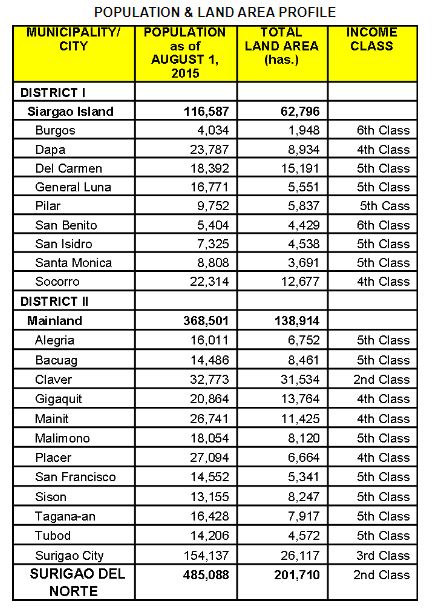 POPULATION & LAND AREA PROFILE
MUNICIPALITY/ CITY POPULATION as of AUGUST 1, 2015 TOTAL LAND AREA (has.) INCOME CLASS
DISTRICT I
Siargao Island 116,587 62,796
Burgos 4,034 1,948 6th Class
Dapa 23,787 8,934 4th Class
Del Carmen 18,392 15,191 5th Class
General Luna 16,771 5,551 5th Class
Pilar 9,752 5,837 5th Cass
San Benito 5,404 4,429 6th Class
San Isidro 7,325 4,538 5th Class
Santa Monica 8,808 3,691 5th Class
Socorro 22,314 12,677 4th Class
DISTRICT II
Mainland 368,501 138,914
Alegria 16,011 6,752 5th Class
Bacuag 14,486 8,461 5th Class
Claver 32,773 31,534 2nd Class
Gigaquit 20,864 13,764 4th Class
Mainit 26,741 11,425 4th Class
Malimono 18,054 8,120 5th Class
Placer 27,094 6,664 4th Class
San Francisco 14,552 5,341 5th Class
Sison 13,155 8,247 5th Class
Tagana-an 16,428 7,917 5th Class
Tubod 14,206 4,572 5th Class
Surigao City 154,137 26,117 3rd Class
SURIGAO DEL NORTE 485,088 201,710 2nd Class